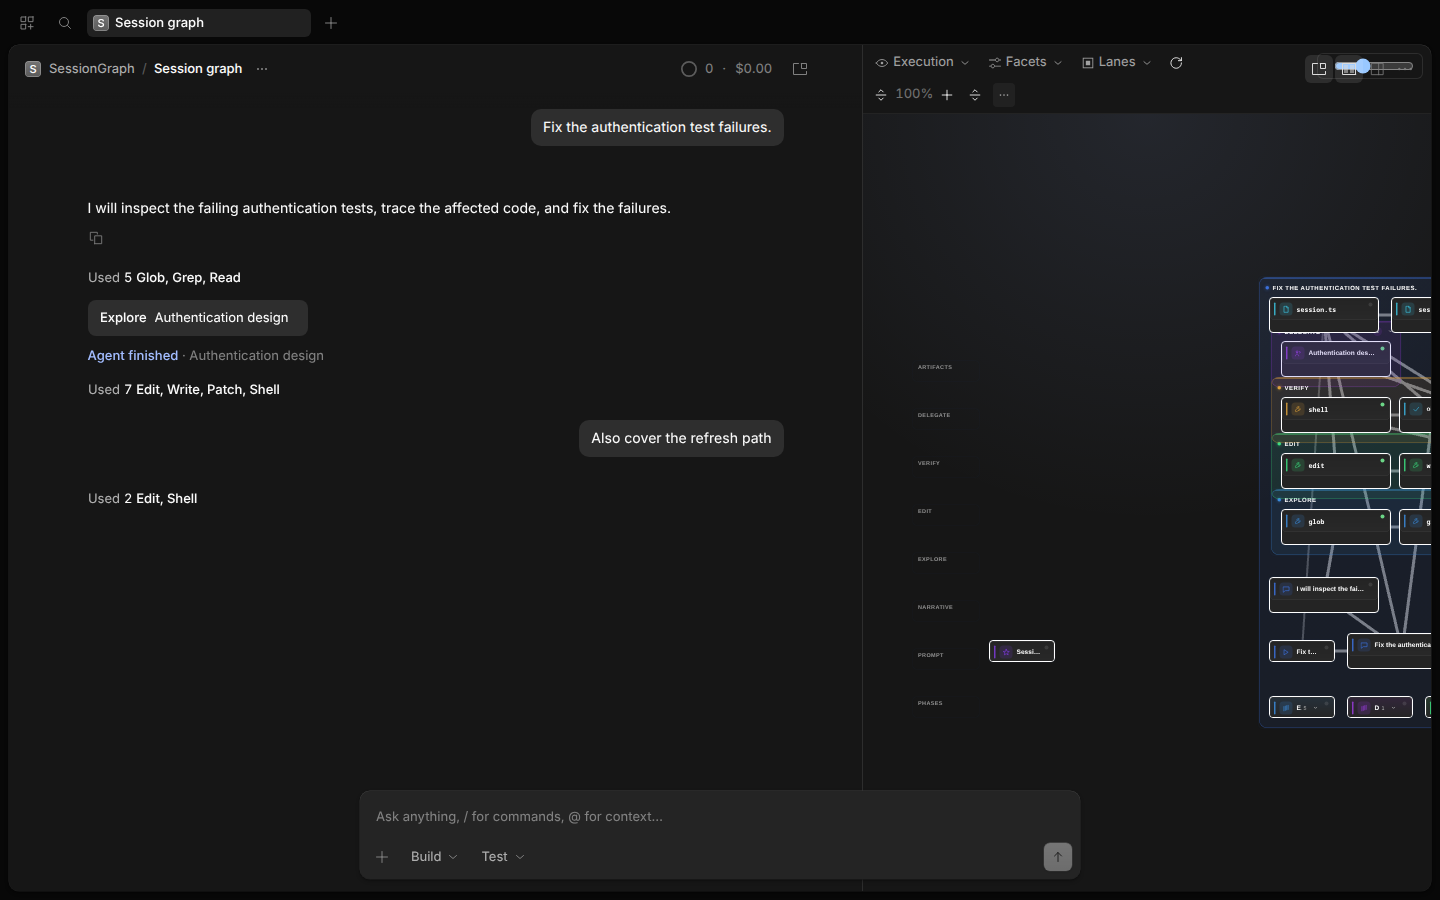 S Session graph
S SessionGraph / Session graph ...
0 · $0.00
Fix the authentication test failures.
I will inspect the failing authentication tests, trace the affected code, and fix the failures.
Used 5 Glob, Grep, Read
Explore Authentication design
Agent finished · Authentication design
Used 7 Edit, Write, Patch, Shell
Also cover the refresh path
Used 2 Edit, Shell
Ask anything, / for commands, @ for context...
Build
Test
Execution
Facets
Lanes
100%
ARTIFACTS
DELEGATE
VERIFY
EDIT
EXPLORE
NARRATIVE
PROMPT
PHASES
Sessi...
FIX THE AUTHENTICATION TEST FAILURES.
session.ts
ses
Authentication des...
VERIFY
shell
EDIT
edit
EXPLORE
glob
g
I will inspect the fai...
Fix t...
Fix the authentica
E
D